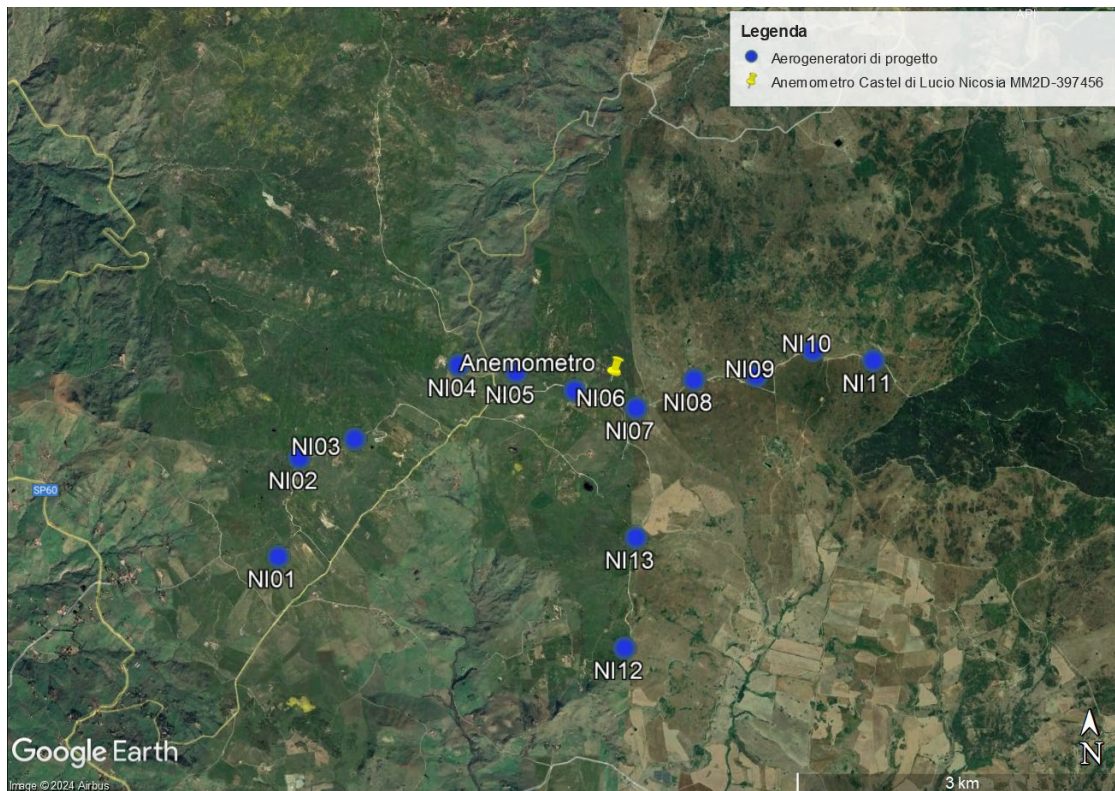 Legenda
Aerogeneratori di progetto
Anemometro Castel di Lucio Nicosia MM2D-397456
NI10
Anemometro
NI09
NI11
NI04
NI05
NI06
NI08
NI07
NI03
NI02
SP60
NI13
NI01
NI12
Google Earth
N
3 km
Image © 2024 Airbus